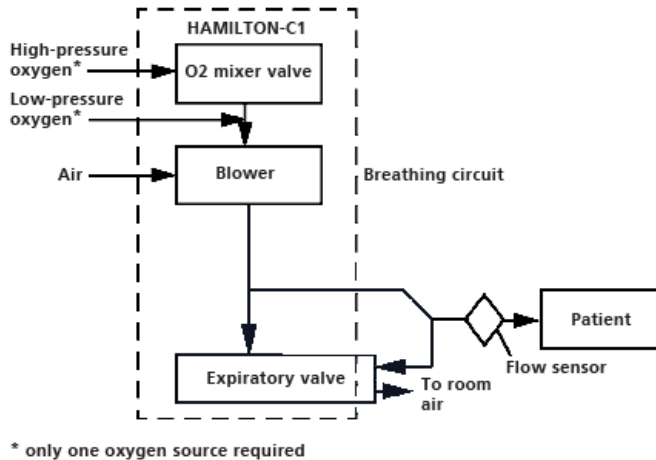 HAMILTON-C1
High-pressure
oxygen*
O2 mixer valve
Low-pressure
oxygen*
Air
Blower
Breathing circuit
Patient
Flow sensor
Expiratory valve
To room
air
* only one oxygen source required